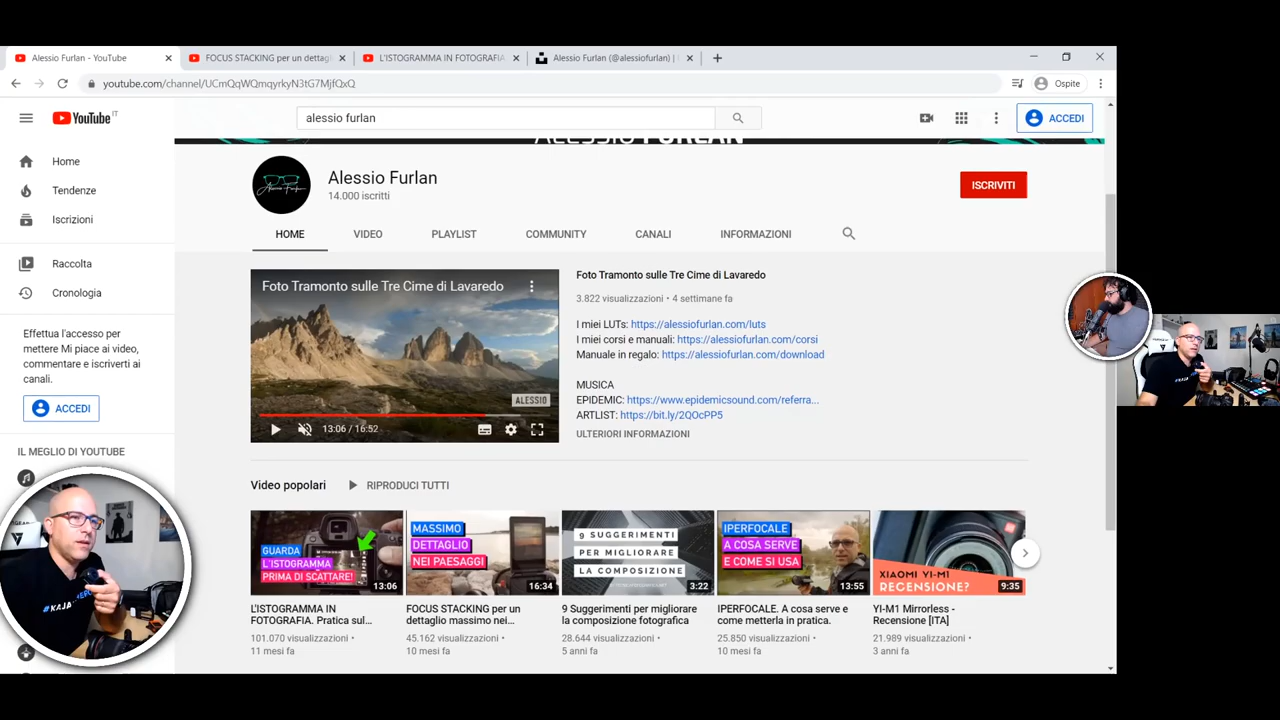 Alessio Furlan - YouTube
FOCUS STACKING per un dettagl
L'ISTOGRAMMA IN FOTOGRAFIA
Alessio Furlan (@alessiofurlan) |
youtube.com/channel/UCmQqWQmqyrkyN3tG7MjfQxQ
Ospite
YouTube IT
alessio furlan
ACCEDI
ALESSIO FURLAN
Home
Tendenze
Iscrizioni
Raccolta
Cronologia
Effettua l'accesso per
mettere Mi piace ai video,
commentare e iscriverti ai
canali.
ACCEDI
IL MEGLIO DI YOUTUBE
Alessio Furlan
Alessio Furlan
14.000 iscritti
ISCRIVITI
HOME
VIDEO
PLAYLIST
COMMUNITY
CANALI
INFORMAZIONI
Foto Tramonto sulle Tre Cime di Lavaredo
ALESSIO
13:06 / 16:52
Foto Tramonto sulle Tre Cime di Lavaredo
3.822 visualizzazioni • 4 settimane fa
I miei LUTs: https://alessiofurlan.com/luts
I miei corsi e manuali: https://alessiofurlan.com/corsi
Manuale in regalo: https://alessiofurlan.com/download
MUSICA
EPIDEMIC: https://www.epidemicsound.com/referra...
ARTLIST: https://bit.ly/2QOcPP5
ULTERIORI INFORMAZIONI
Video popolari
RIPRODUCI TUTTI
GUARDA
L'ISTOGRAMMA
PRIMA DI SCATTARE!
13:06
L'ISTOGRAMMA IN
FOTOGRAFIA. Pratica sul...
101.070 visualizzazioni •
11 mesi fa
MASSIMO
DETTAGLIO
NEI PAESAGGI
16:34
FOCUS STACKING per un
dettaglio massimo nei...
45.162 visualizzazioni •
10 mesi fa
9 SUGGERIMENTI
PER MIGLIORARE
LA COMPOSIZIONE
3:22
9 Suggerimenti per migliorare
la composizione fotografica
28.644 visualizzazioni •
5 anni fa
IPERFOCALE
A COSA SERVE
E COME SI USA
13:55
IPERFOCALE. A cosa serve e
come metterla in pratica.
25.850 visualizzazioni •
10 mesi fa
XIAOMI YI-M1
RECENSIONE?
9:35
YI-M1 Mirrorless -
Recensione [ITA]
21.989 visualizzazioni •
3 anni fa